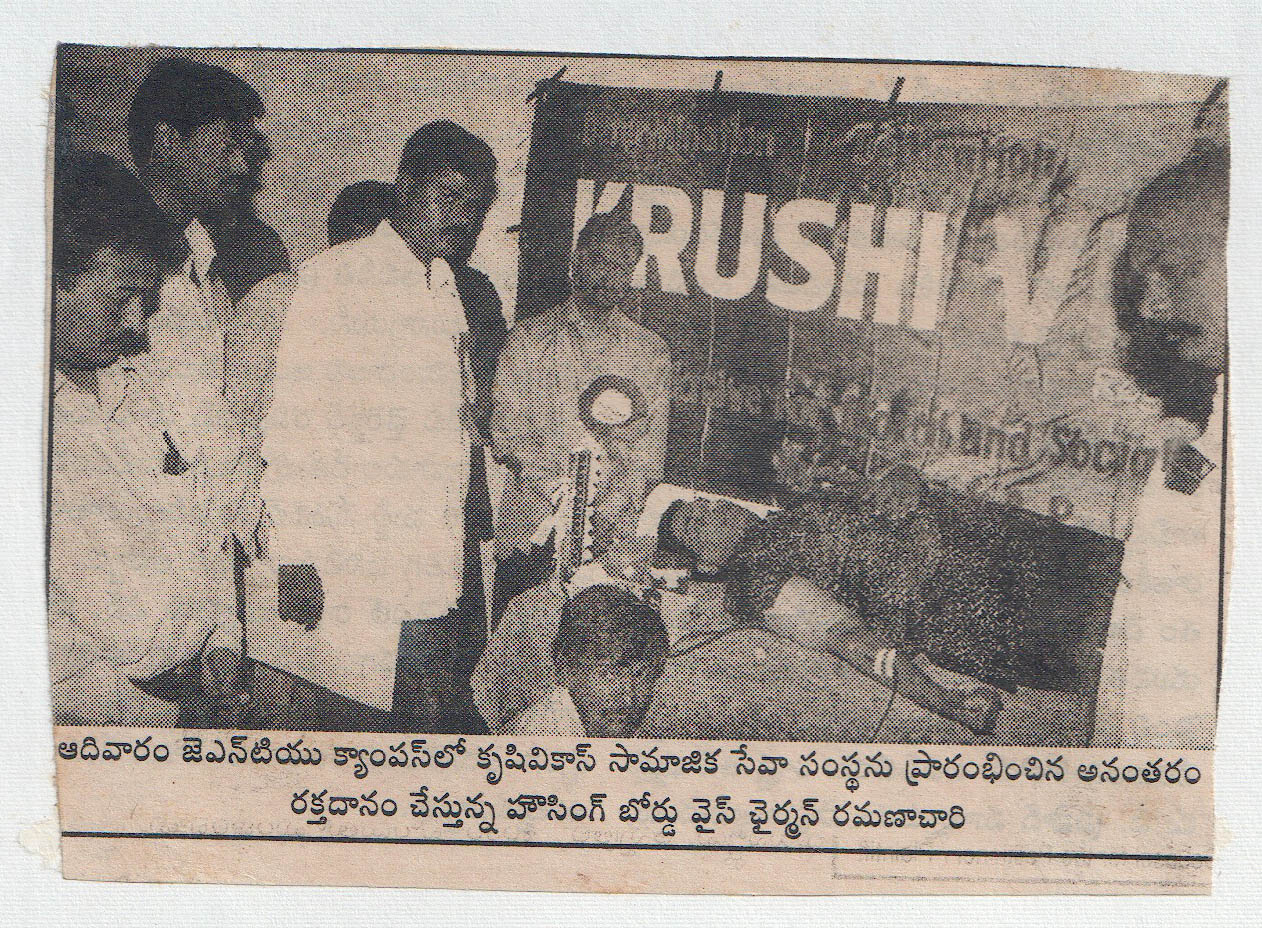 KRUSHI V
and Social
ఆదివారం జెఎన్‌టియు క్యాంపస్‌లో కృషివికాస్ సామాజిక సేవా సంస్థను ప్రారంభించిన అనంతరం
రక్తదానం చేస్తున్న హౌసింగ్ బోర్డు వైస్ ఛైర్మన్ రమణాచారి